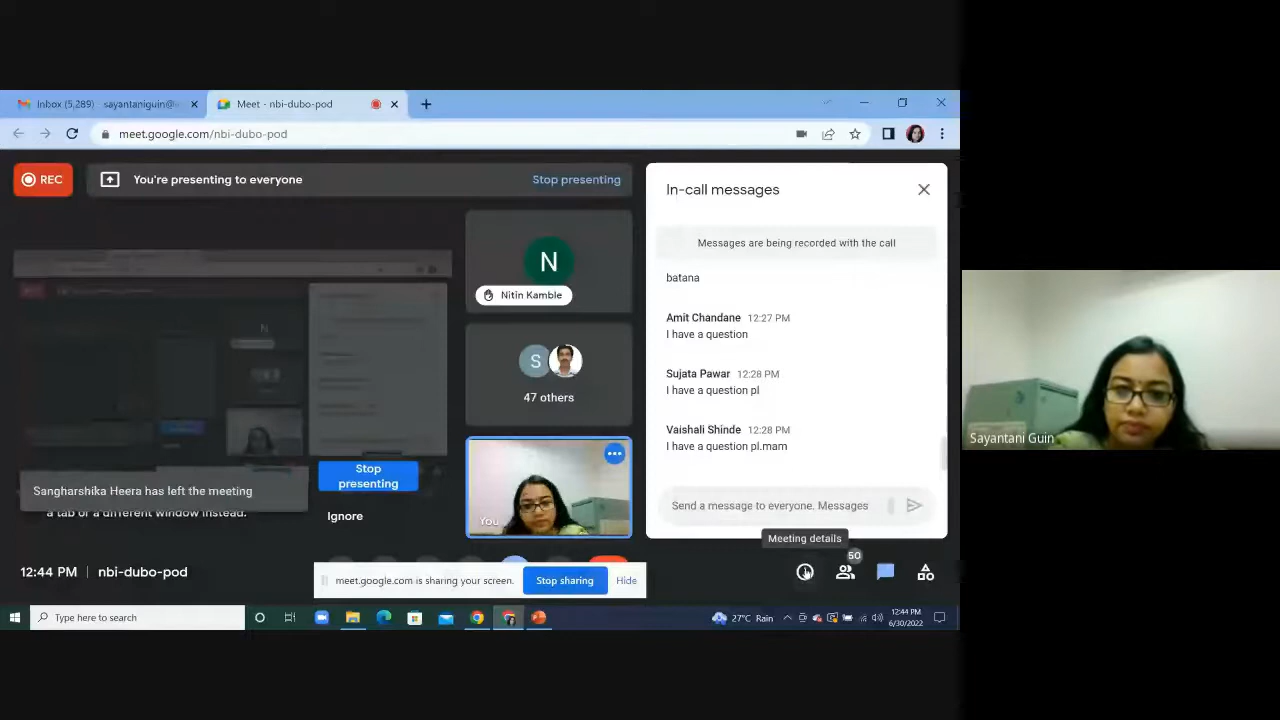 Inbox (5,289)
sayantaniguin@
Meet - nbi-dubo-pod
meet.google.com/nbi-dubo-pod
REC
You're presenting to everyone
Stop presenting
In-call messages
Messages are being recorded with the call
batana
Amit Chandane 12:27 PM
I have a question
Sujata Pawar 12:28 PM
I have a question pl
Vaishali Shinde 12:28 PM
I have a question pl.mam
Send a message to everyone. Messages
Meeting details
N
Nitin Kamble
S
47 others
You
Sangharshika Heera has left the meeting
a tab or a different window instead.
Stop
presenting
Ignore
12:44 PM | nbi-dubo-pod
meet.google.com is sharing your screen.
Stop sharing
Hide
50
Type here to search
27°C Rain
12:44 PM
6/30/2022
Sayantani Guin